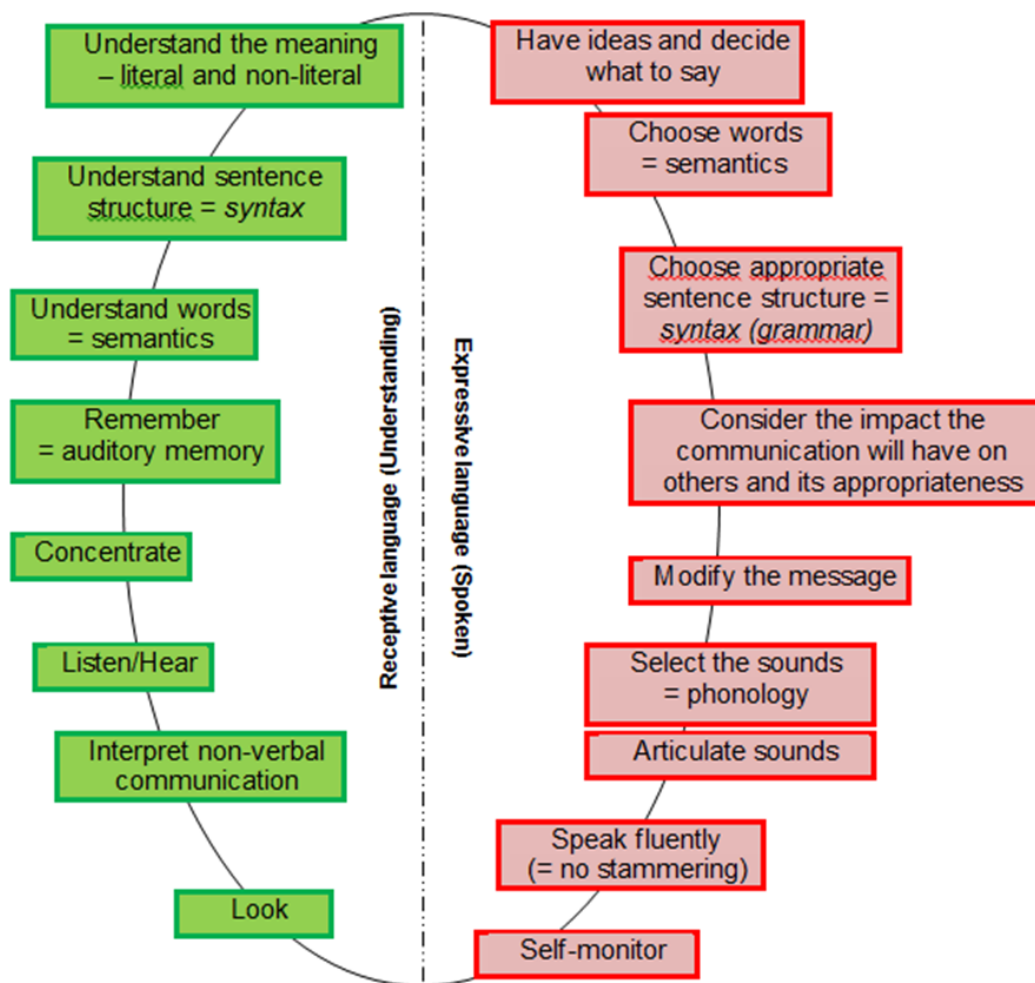 Understand the meaning
– literal and non-literal
Understand sentence
structure = syntax
Understand words
= semantics
Remember
= auditory memory
Concentrate
Listen/Hear
Interpret non-verbal
communication
Look
Receptive language (Understanding)
Expressive language (Spoken)
Have ideas and decide
what to say
Choose words
= semantics
Choose appropriate
sentence structure =
syntax (grammar)
Consider the impact the
communication will have on
others and its appropriateness
Modify the message
Select the sounds
= phonology
Articulate sounds
Speak fluently
(= no stammering)
Self-monitor